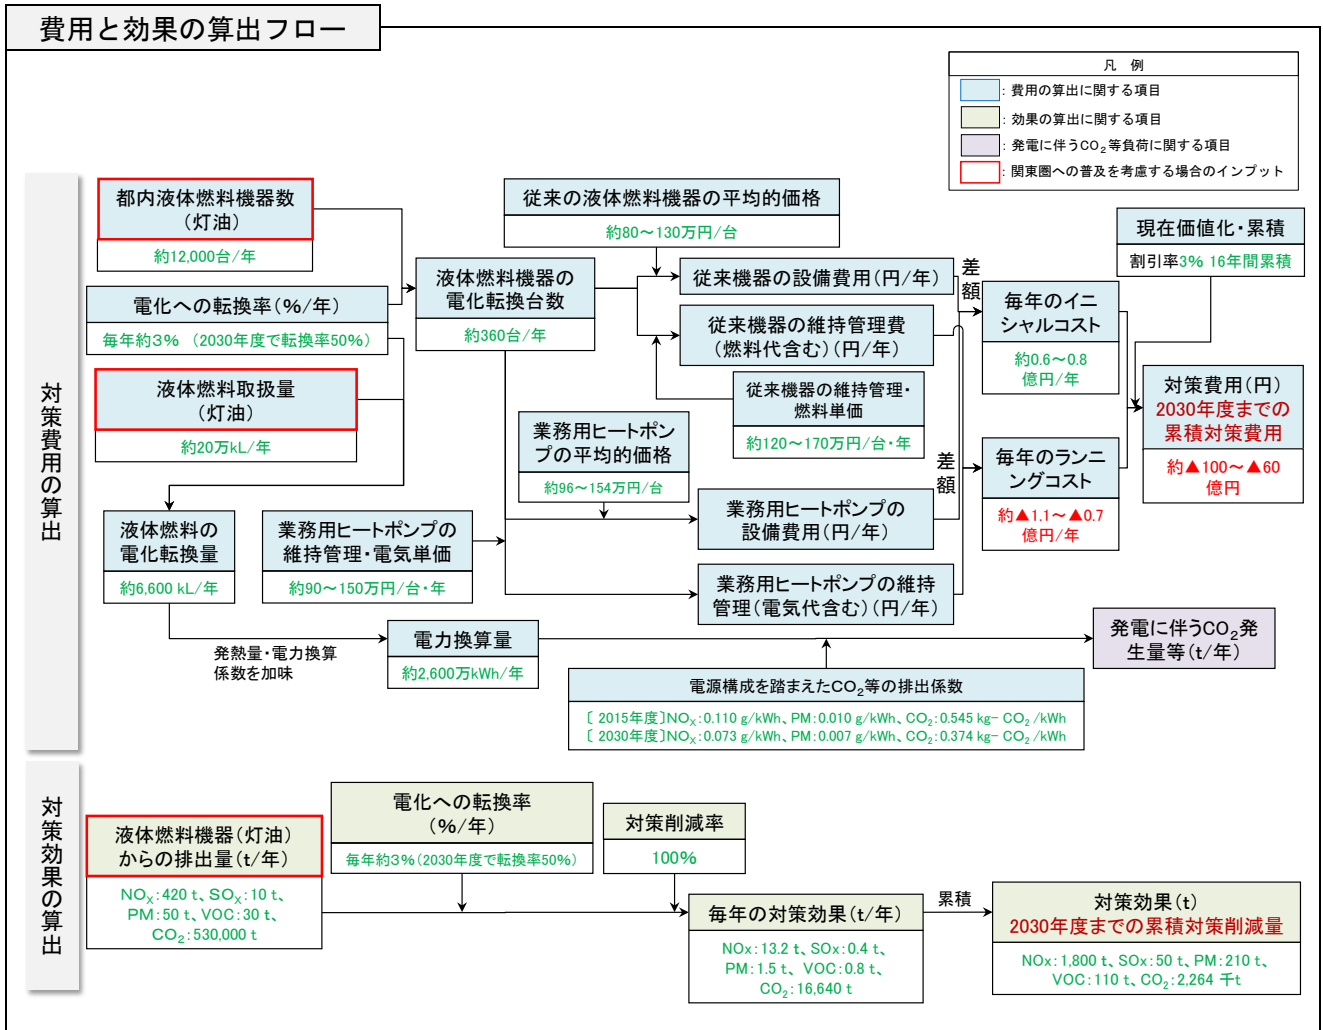 費用と効果の算出フロー
凡 例
：費用の算出に関する項目
：効果の算出に関する項目
：発電に伴うCO₂等負荷に関する項目
：関東圏への普及を考慮する場合のインプット
対策費用の算出
都内液体燃料機器数
（灯油）
約12,000台/年
電化への転換率（%/年）
毎年約3% （2030年度で転換率50%）
液体燃料取扱量
（灯油）
約20万kL/年
液体燃料の
電化転換量
約6,600 kL/年
従来の液体燃料機器の平均的価格
約80～130万円/台
液体燃料機器の
電化転換台数
約360台/年
従来機器の設備費用（円/年）
従来機器の維持管理費
（燃料代含む）（円/年）
従来機器の維持管理・
燃料単価
約120～170万円/台・年
業務用ヒートポン
プの平均的価格
約96～154万円/台
業務用ヒートポンプの
維持管理・電気単価
約90～150万円/台・年
業務用ヒートポンプの
設備費用（円/年）
業務用ヒートポンプの維持
管理（電気代含む）（円/年）
差額
差額
毎年のイニ
シャルコスト
約0.6～0.8
億円/年
毎年のランニ
ングコスト
約▲1.1～▲0.7
億円/年
現在価値化・累積
割引率3% 16年間累積
対策費用（円）
2030年度までの
累積対策費用
約▲100～▲60
億円
発熱量・電力換算
係数を加味
電力換算量
約2,600万kWh/年
発電に伴うCO₂発
生量等（t/年）
電源構成を踏まえたCO₂等の排出係数
〔 2015年度〕NOX：0.110 g/kWh、PM：0.010 g/kWh、CO₂：0.545 kg- CO₂ /kWh
〔 2030年度〕NOX：0.073 g/kWh、PM：0.007 g/kWh、CO₂：0.374 kg- CO₂ /kWh
対策効果の算出
液体燃料機器（灯油）
からの排出量（t/年）
NOX：420 t、SOX：10 t、
PM：50 t、VOC：30 t、
CO₂：530,000 t
電化への転換率
（%/年）
毎年約3%（2030年度で転換率50%）
対策削減率
100%
毎年の対策効果（t/年）
NOx：13.2 t、SOx：0.4 t、
PM：1.5 t、 VOC：0.8 t、
CO₂：16,640 t
累積
対策効果（t）
2030年度までの累積対策削減量
NOx：1,800 t、SOx：50 t、PM：210 t、
VOC：110 t、CO₂：2,264 千t